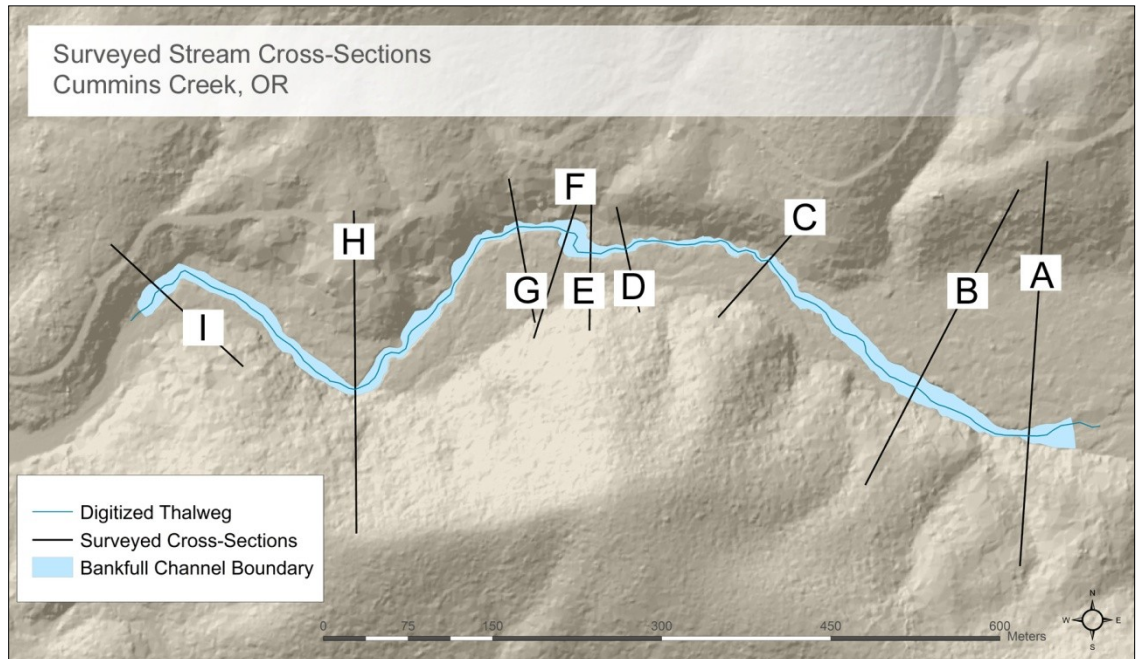 Surveyed Stream Cross-Sections
Cummins Creek, OR
F
C
H
G
E
D
B
A
I
Digitized Thalweg
Surveyed Cross-Sections
Bankfull Channel Boundary
0 75 150 300 450 600
Meters
N
W E
S